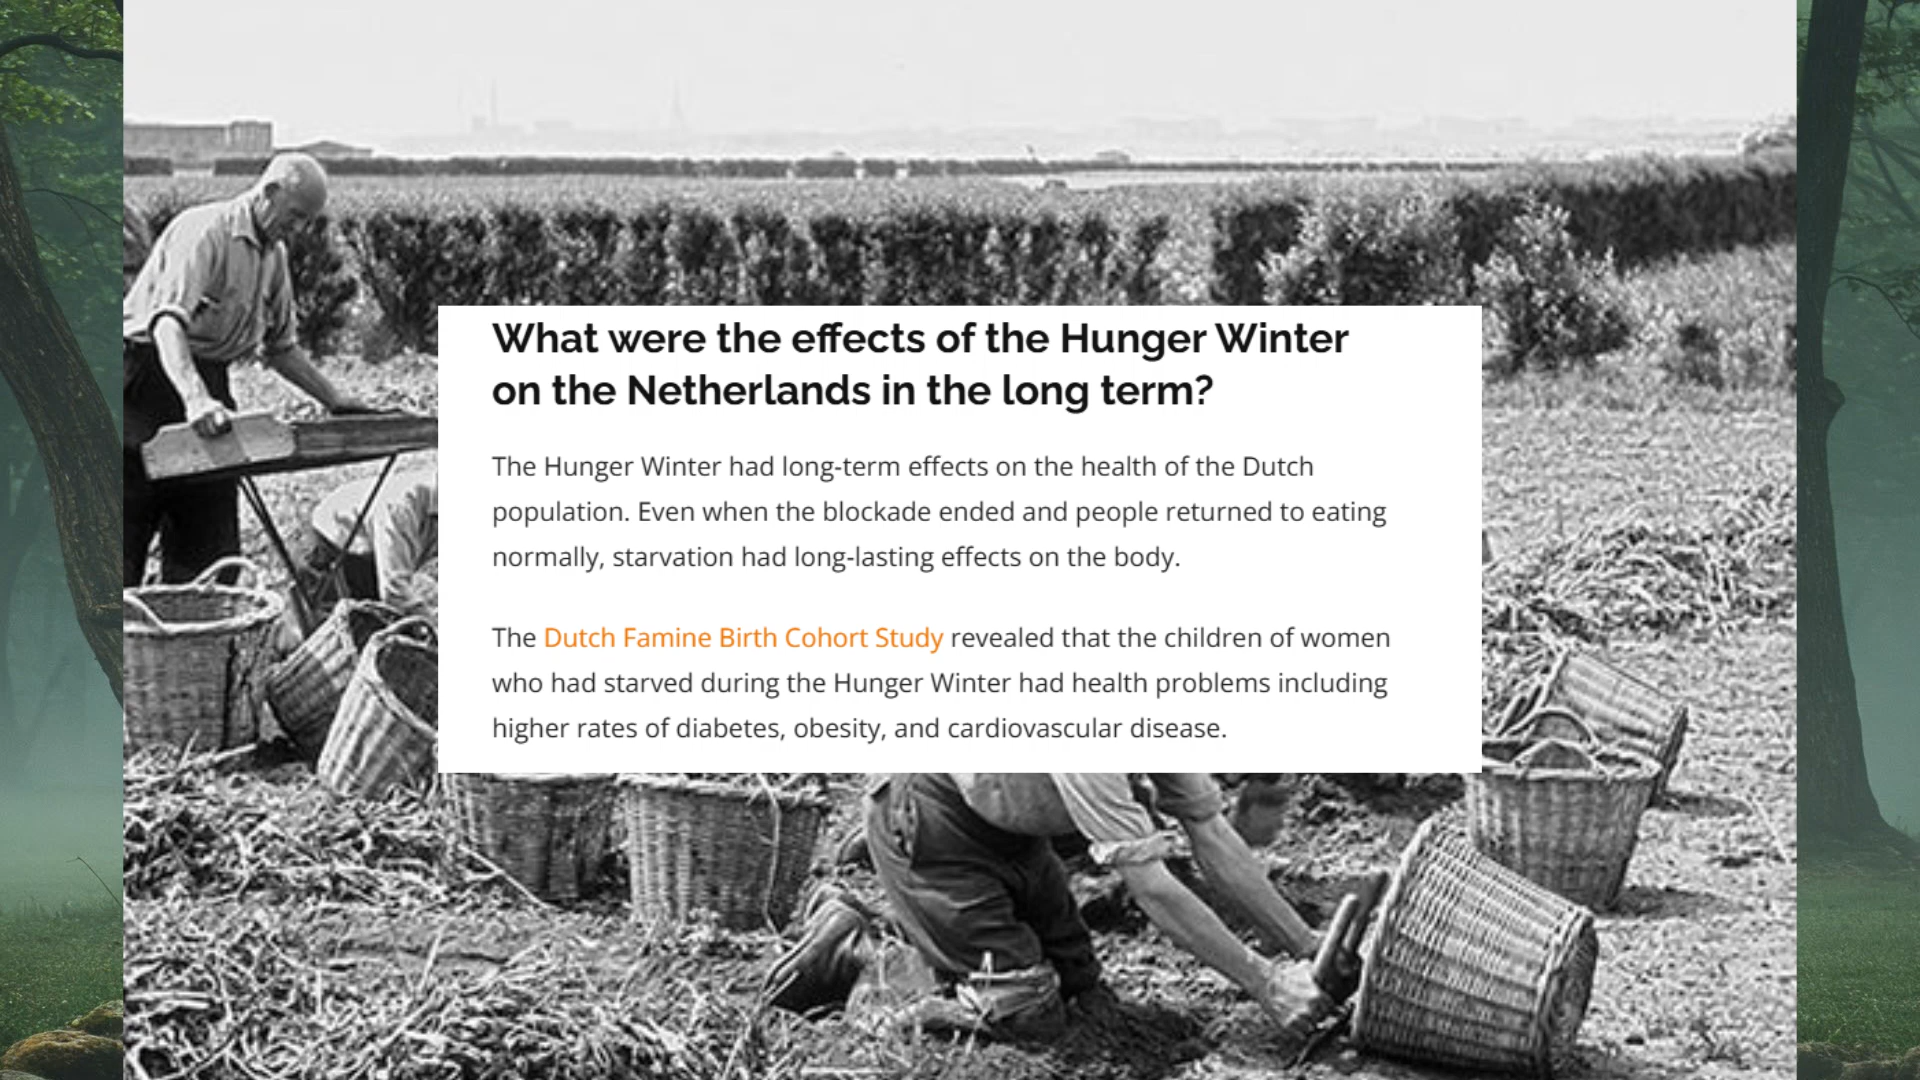 What were the effects of the Hunger Winter
on the Netherlands in the long term?
The Hunger Winter had long-term effects on the health of the Dutch
population. Even when the blockade ended and people returned to eating
normally, starvation had long-lasting effects on the body.
The Dutch Famine Birth Cohort Study revealed that the children of women
who had starved during the Hunger Winter had health problems including
higher rates of diabetes, obesity, and cardiovascular disease.